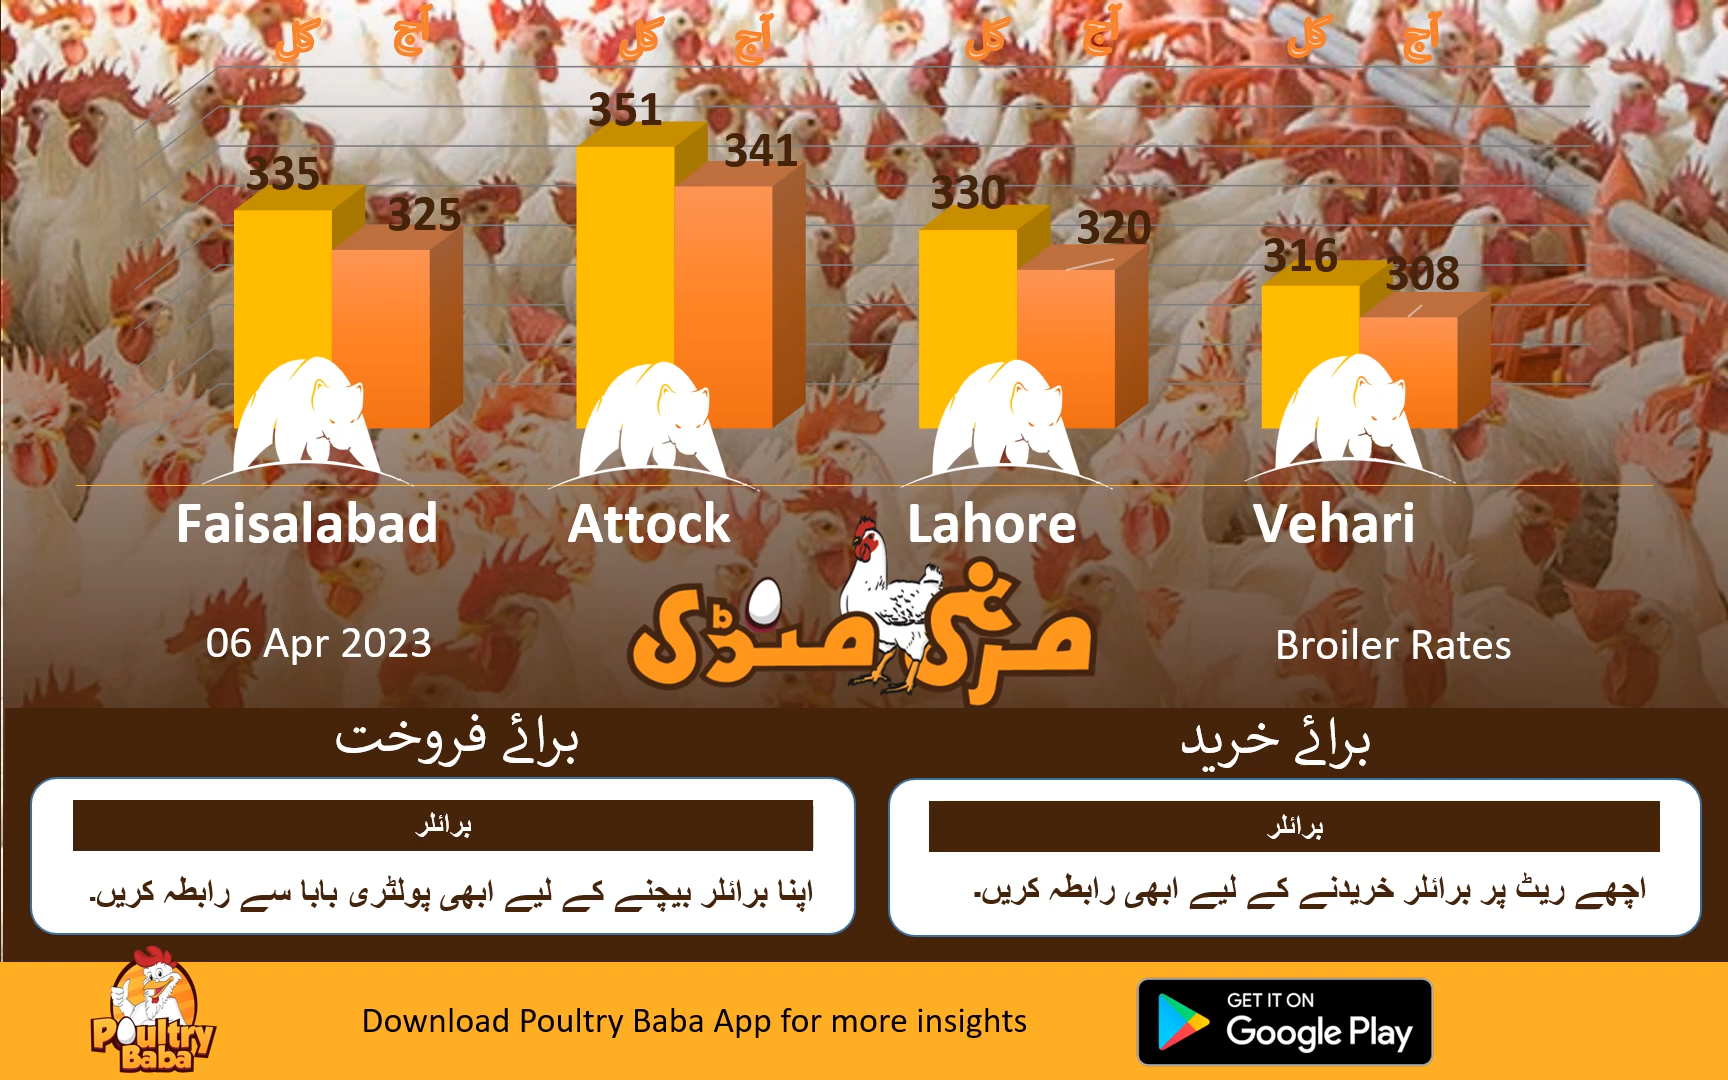 کل آج کل آج کل آج کل آج
335 325 351 341 330 320 316 308
Faisalabad Attock Lahore Vehari
مرغی منڈی
06 Apr 2023
Broiler Rates
برائے خرید
برائلر
اچھے ریٹ پر برائلر خریدنے کے لیے ابھی رابطہ کریں۔
برائے فروخت
برائلر
اپنا برائلر بیچنے کے لیے ابھی پولٹری بابا سے رابطہ کریں۔
Poultry
Baba
Download Poultry Baba App for more insights
GET IT ON
Google Play